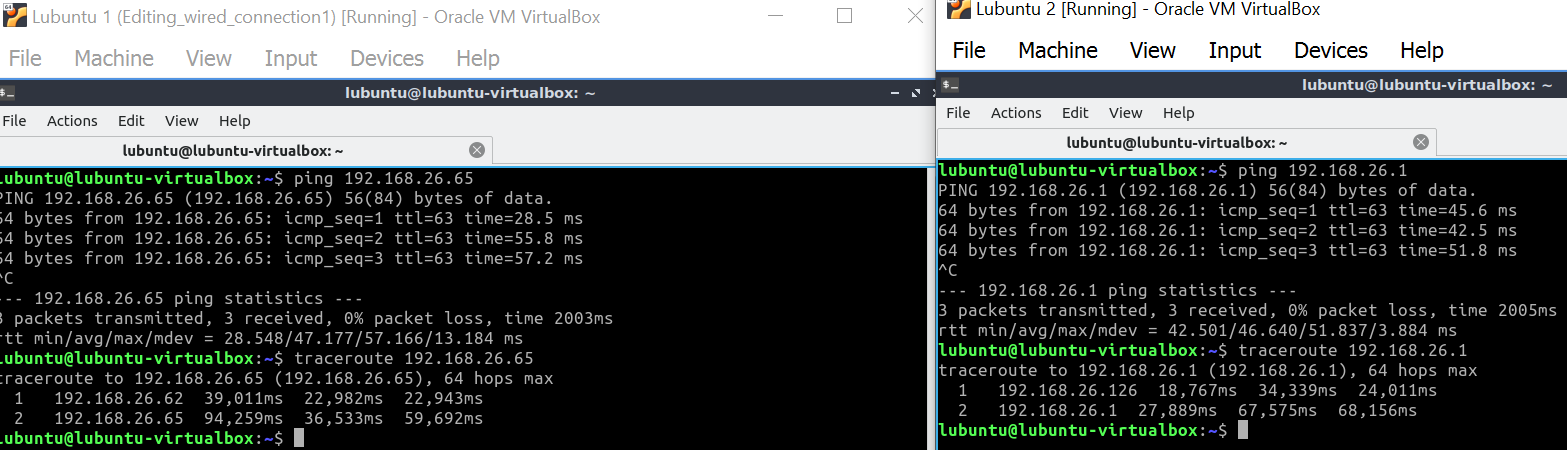 Lubuntu 1 (Editing_wired_connection1) [Running] - Oracle VM VirtualBox
File Machine View Input Devices Help
lubuntu@lubuntu-virtualbox: ~
File Actions Edit View Help
lubuntu@lubuntu-virtualbox: ~
lubuntu@lubuntu-virtualbox:~$ ping 192.168.26.65
PING 192.168.26.65 (192.168.26.65) 56(84) bytes of data.
64 bytes from 192.168.26.65: icmp_seq=1 ttl=63 time=28.5 ms
64 bytes from 192.168.26.65: icmp_seq=2 ttl=63 time=55.8 ms
64 bytes from 192.168.26.65: icmp_seq=3 ttl=63 time=57.2 ms
^C
--- 192.168.26.65 ping statistics ---
3 packets transmitted, 3 received, 0% packet loss, time 2003ms
rtt min/avg/max/mdev = 28.548/47.177/57.166/13.184 ms
lubuntu@lubuntu-virtualbox:~$ traceroute 192.168.26.65
traceroute to 192.168.26.65 (192.168.26.65), 64 hops max
1 192.168.26.62 39,011ms 22,982ms 22,943ms
2 192.168.26.65 94,259ms 36,533ms 59,692ms
lubuntu@lubuntu-virtualbox:~$
Lubuntu 2 [Running] - Oracle VM VirtualBox
File Machine View Input Devices Help
lubuntu@lubuntu-virtualbox: ~
File Actions Edit View Help
lubuntu@lubuntu-virtualbox: ~
lubuntu@lubuntu-virtualbox:~$ ping 192.168.26.1
PING 192.168.26.1 (192.168.26.1) 56(84) bytes of data.
64 bytes from 192.168.26.1: icmp_seq=1 ttl=63 time=45.6 ms
64 bytes from 192.168.26.1: icmp_seq=2 ttl=63 time=42.5 ms
64 bytes from 192.168.26.1: icmp_seq=3 ttl=63 time=51.8 ms
^C
--- 192.168.26.1 ping statistics ---
3 packets transmitted, 3 received, 0% packet loss, time 2005ms
rtt min/avg/max/mdev = 42.501/46.640/51.837/3.884 ms
lubuntu@lubuntu-virtualbox:~$ traceroute 192.168.26.1
traceroute to 192.168.26.1 (192.168.26.1), 64 hops max
1 192.168.26.126 18,767ms 34,339ms 24,011ms
2 192.168.26.1 27,889ms 67,575ms 68,156ms
lubuntu@lubuntu-virtualbox:~$